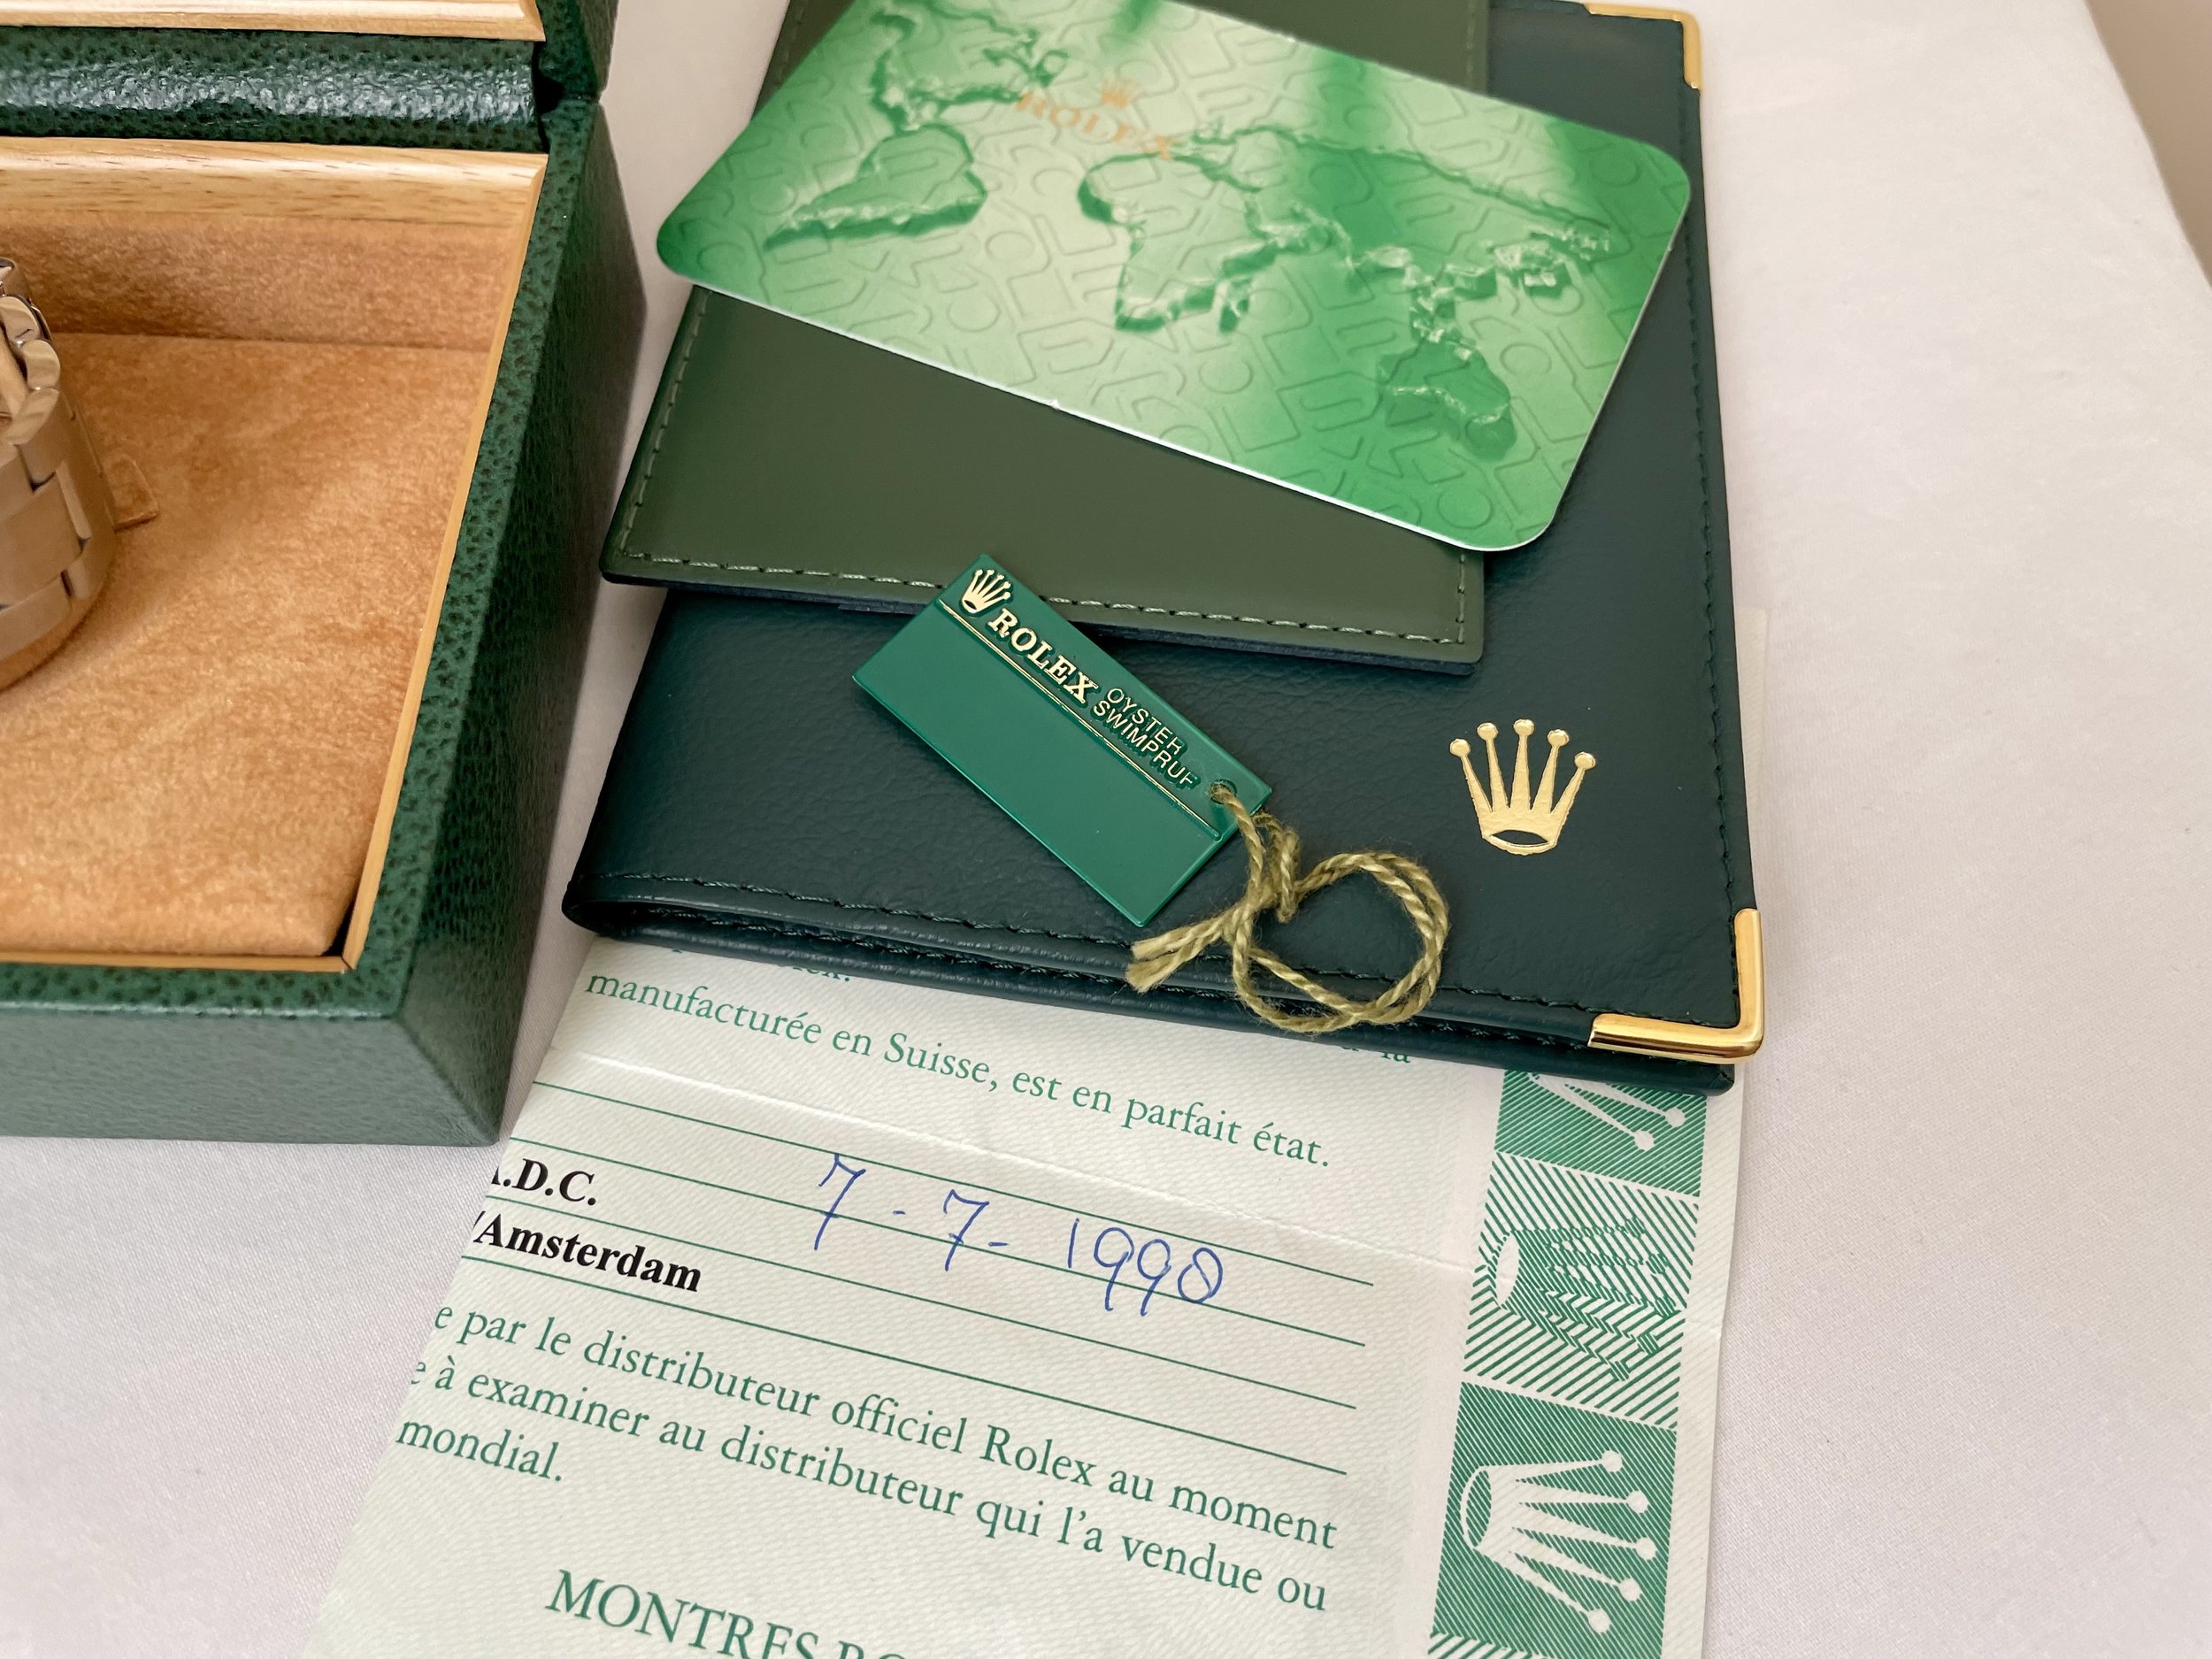 ROLEX
ROLEX OYSTER
SWIMPRUF
manufacturée en Suisse, est en parfait état.
.D.C.
7-7-1998
/Amsterdam
e par le distributeur officiel Rolex au moment
e à examiner au distributeur qui l'a vendue ou
mondial.
MONTRES